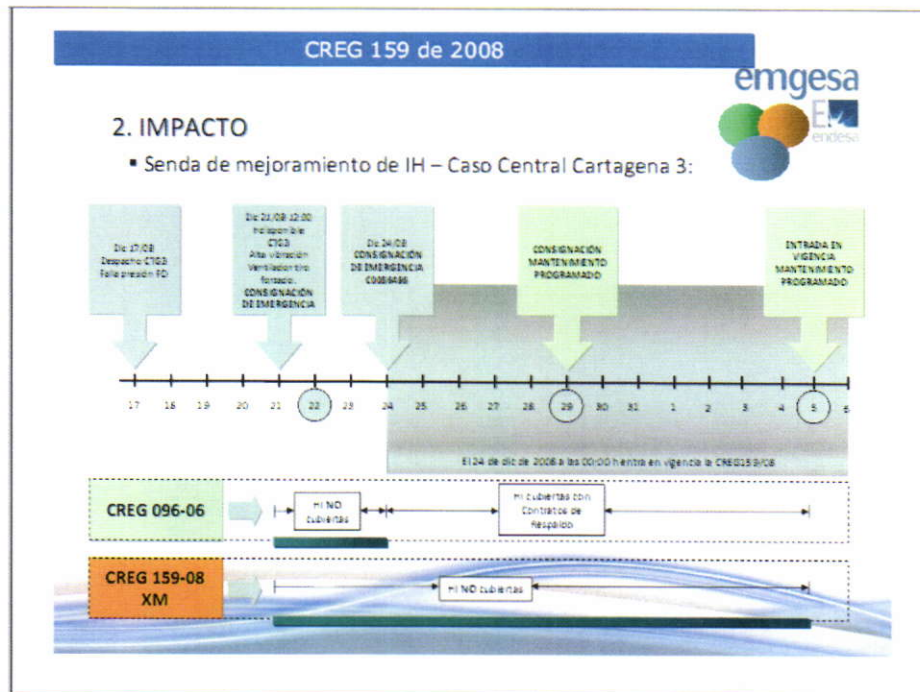 CREG 159 de 2008
emgesa
endesa
2. IMPACTO
▪ Senda de mejoramiento de IH – Caso Central Cartagena 3:
Dic 17/08
Despacho CTG3
Falla presión FO
Dic 21/08 12:00
Indisponible
CTG3
Alta vibración
Ventilador tiro
forzado.
CONSIGNACIÓN
DE EMERGENCIA
Dic 24/08
CONSIGNACIÓN
DE EMERGENCIA
CONSIGNACIÓN
MANTENIMIENTO
PROGRAMADO
ENTRADA EN
VIGENCIA
MANTENIMIENTO
PROGRAMADO
17 18 19 20 21 22 23 24 25 26 27 28 29 30 31 1 2 3 4 5 6
El 24 de dic de 2008 a las 00:00 h entra en vigencia la CREG159/08
CREG 096-06
HI NO
cubiertas
HI cubiertas con
Contratos de
Respaldo
CREG 159-08
XM
HI NO cubiertas